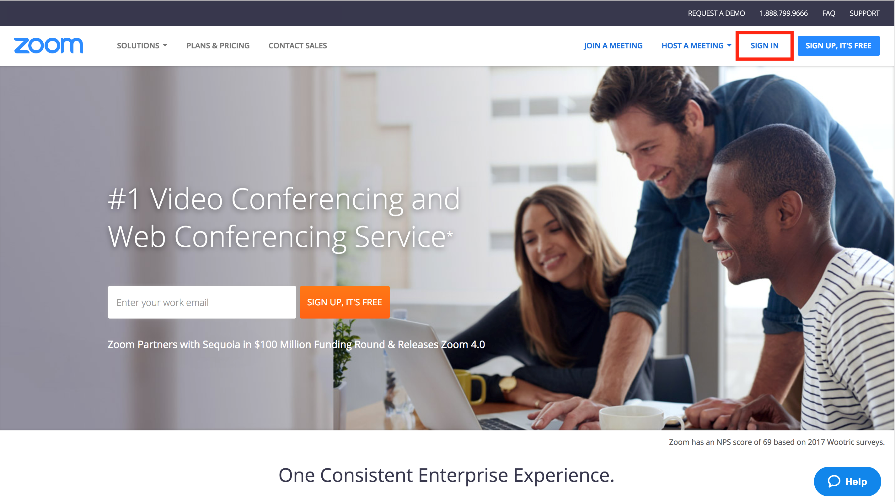 REQUEST A DEMO 1.888.799.9666 FAQ SUPPORT
zoom SOLUTIONS PLANS & PRICING CONTACT SALES JOIN A MEETING HOST A MEETING SIGN IN SIGN UP, IT'S FREE
#1 Video Conferencing and
Web Conferencing Service*
Enter your work email SIGN UP, IT'S FREE
Zoom Partners with Sequoia in $100 Million Funding Round & Releases Zoom 4.0
Zoom has an NPS score of 69 based on 2017 Wootric surveys.
One Consistent Enterprise Experience.
Help